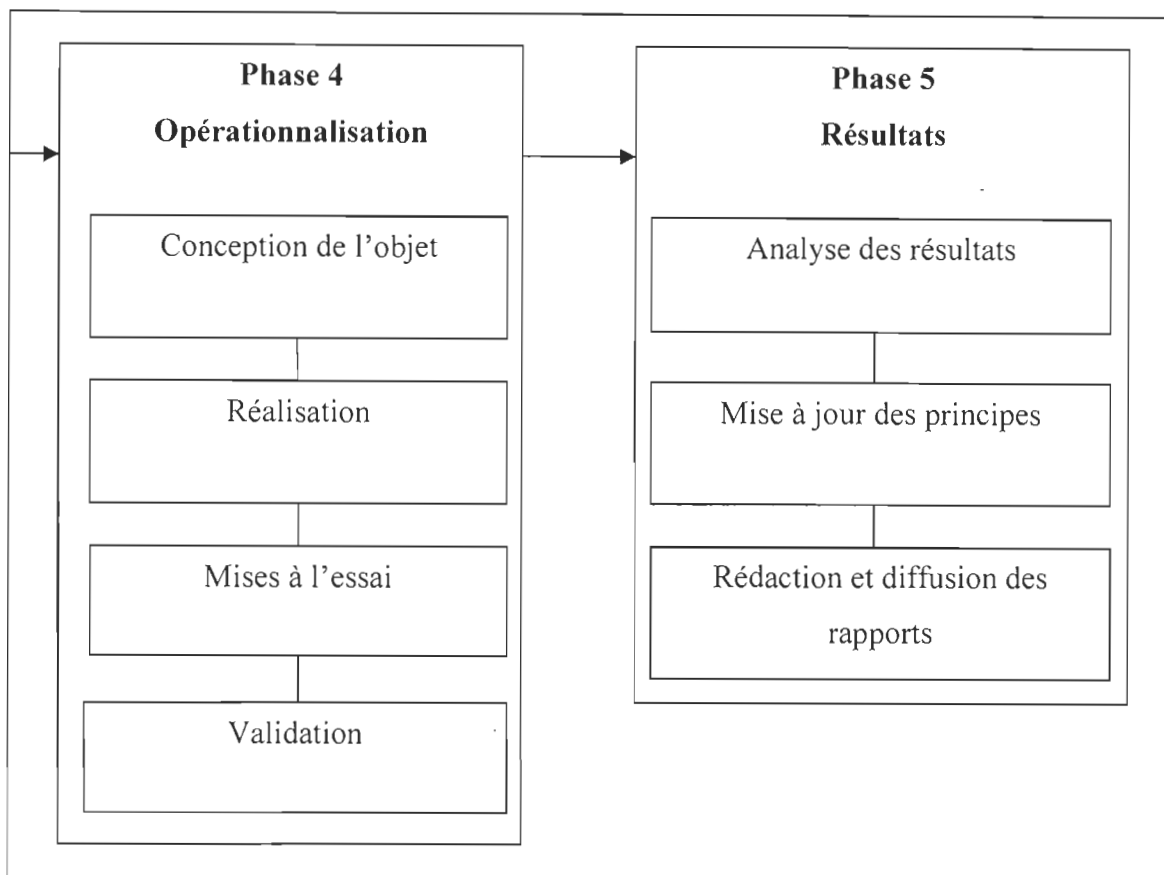 Phase 4
Opérationnalisation
Conception de l'objet
Réalisation
Mises à l'essai
Validation
Phase 5
Résultats
Analyse des résultats
Mise à jour des principes
Rédaction et diffusion des
rapports